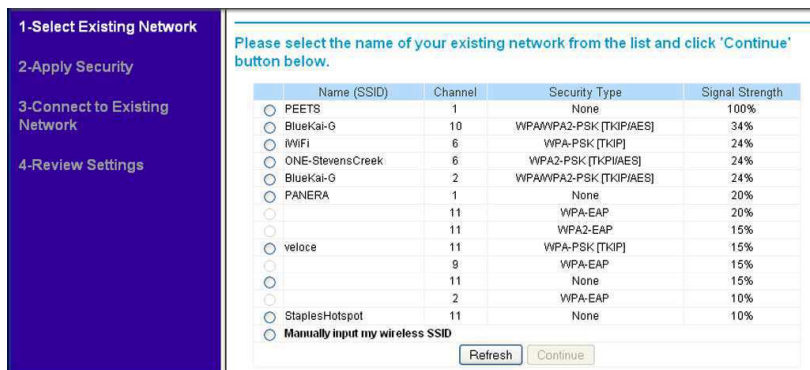 1-Select Existing Network
2-Apply Security
3-Connect to Existing
Network
4-Review Settings
Please select the name of your existing network from the list and click 'Continue'
button below.
Name (SSID) Channel Security Type Signal Strength
PEETS 1 None 100%
BlueKai-G 10 WPA/WPA2-PSK [TKIP/AES] 34%
iWiFi 6 WPA-PSK [TKIP] 24%
ONE-StevensCreek 6 WPA2-PSK [TKPI/AES] 24%
BlueKai-G 2 WPA/WPA2-PSK [TKIP/AES] 24%
PANERA 1 None 20%
11 WPA-EAP 20%
11 WPA2-EAP 15%
veloce 11 WPA-PSK [TKIP] 15%
9 WPA-EAP 15%
11 None 15%
2 WPA-EAP 10%
StaplesHotspot 11 None 10%
Manually input my wireless SSID
Refresh Continue